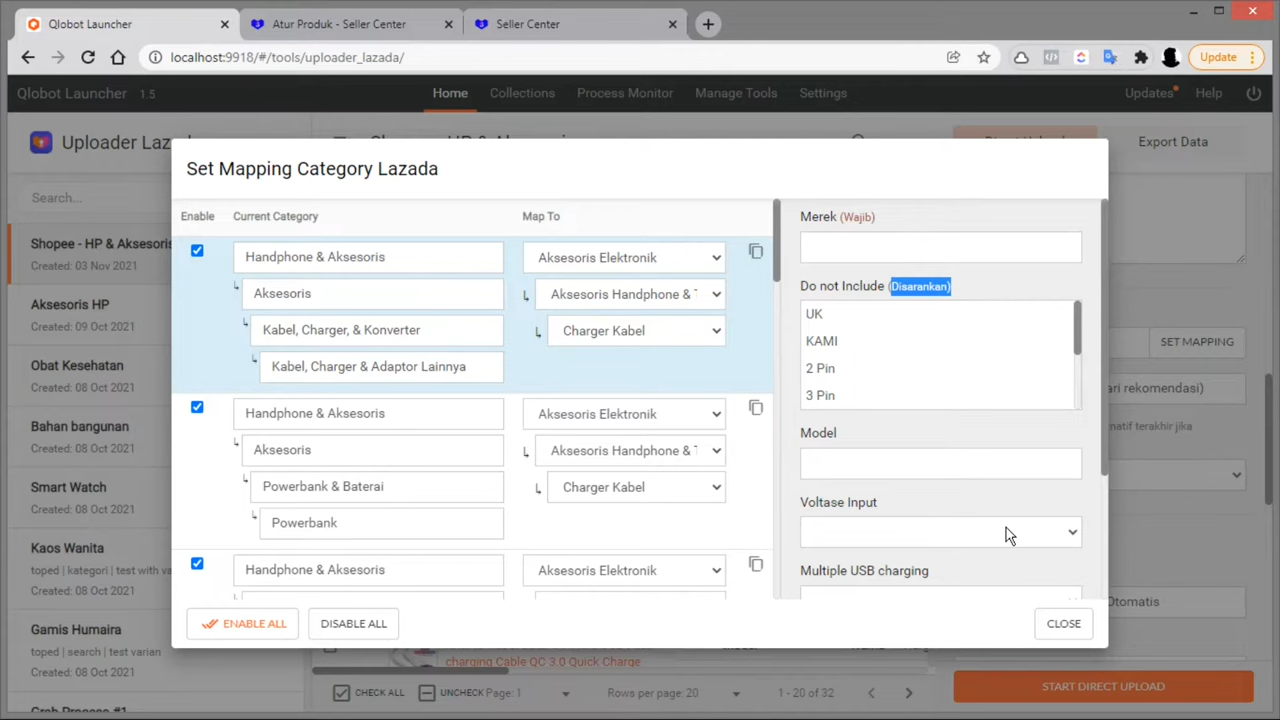 Qlobot Launcher
Atur Produk - Seller Center
Seller Center
localhost:9918/#/tools/uploader_lazada/
Update
Qlobot Launcher 1.5
Home
Collections
Process Monitor
Manage Tools
Settings
Updates
Help
Uploader Laz
Export Data
Search...
Shopee - HP & Aksesoris
Created: 03 Nov 2021
Aksesoris HP
Created: 09 Oct 2021
Obat Kesehatan
Created: 08 Oct 2021
Bahan bangunan
Created: 08 Oct 2021
Smart Watch
Created: 09 Oct 2021
Kaos Wanita
toped | kategori | test with va
Created: 09 Oct 2021
Gamis Humaira
toped | search | test varian
Created: 08 Oct 2021
Set Mapping Category Lazada
Enable
Current Category
Map To
Handphone & Aksesoris
Aksesoris
Kabel, Charger, & Konverter
Kabel, Charger & Adaptor Lainnya
Aksesoris Elektronik
Aksesoris Handphone & T
Charger Kabel
Handphone & Aksesoris
Aksesoris
Powerbank & Baterai
Powerbank
Aksesoris Elektronik
Aksesoris Handphone & T
Charger Kabel
Handphone & Aksesoris
Aksesoris Elektronik
Merek (Wajib)
Do not Include (Disarankan)
UK
KAMI
2 Pin
3 Pin
Model
Voltase Input
Multiple USB charging
ENABLE ALL
DISABLE ALL
CLOSE
SET MAPPING
ari rekomendasi)
natif terakhir jika
Otomatis
charging Cable QC 3.0 Quick Charge
CHECK ALL
UNCHECK
Page: 1
Rows per page: 20
1 - 20 of 32
START DIRECT UPLOAD